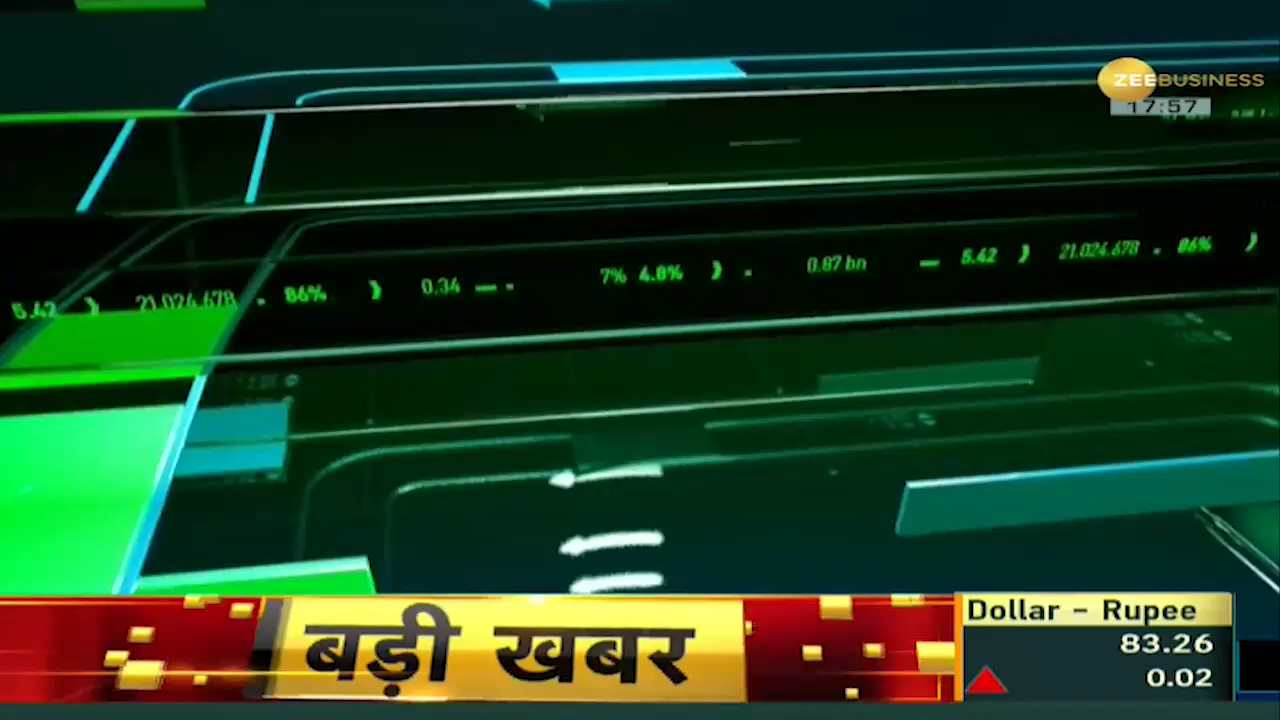 ZEEBUSINESS
17:57
5.42 21.024.678 86% 0.34 7% 4.8% 0.87 bn 5.42 21.024.678 86%
बड़ी खबर
Dollar - Rupee
83.26
0.02